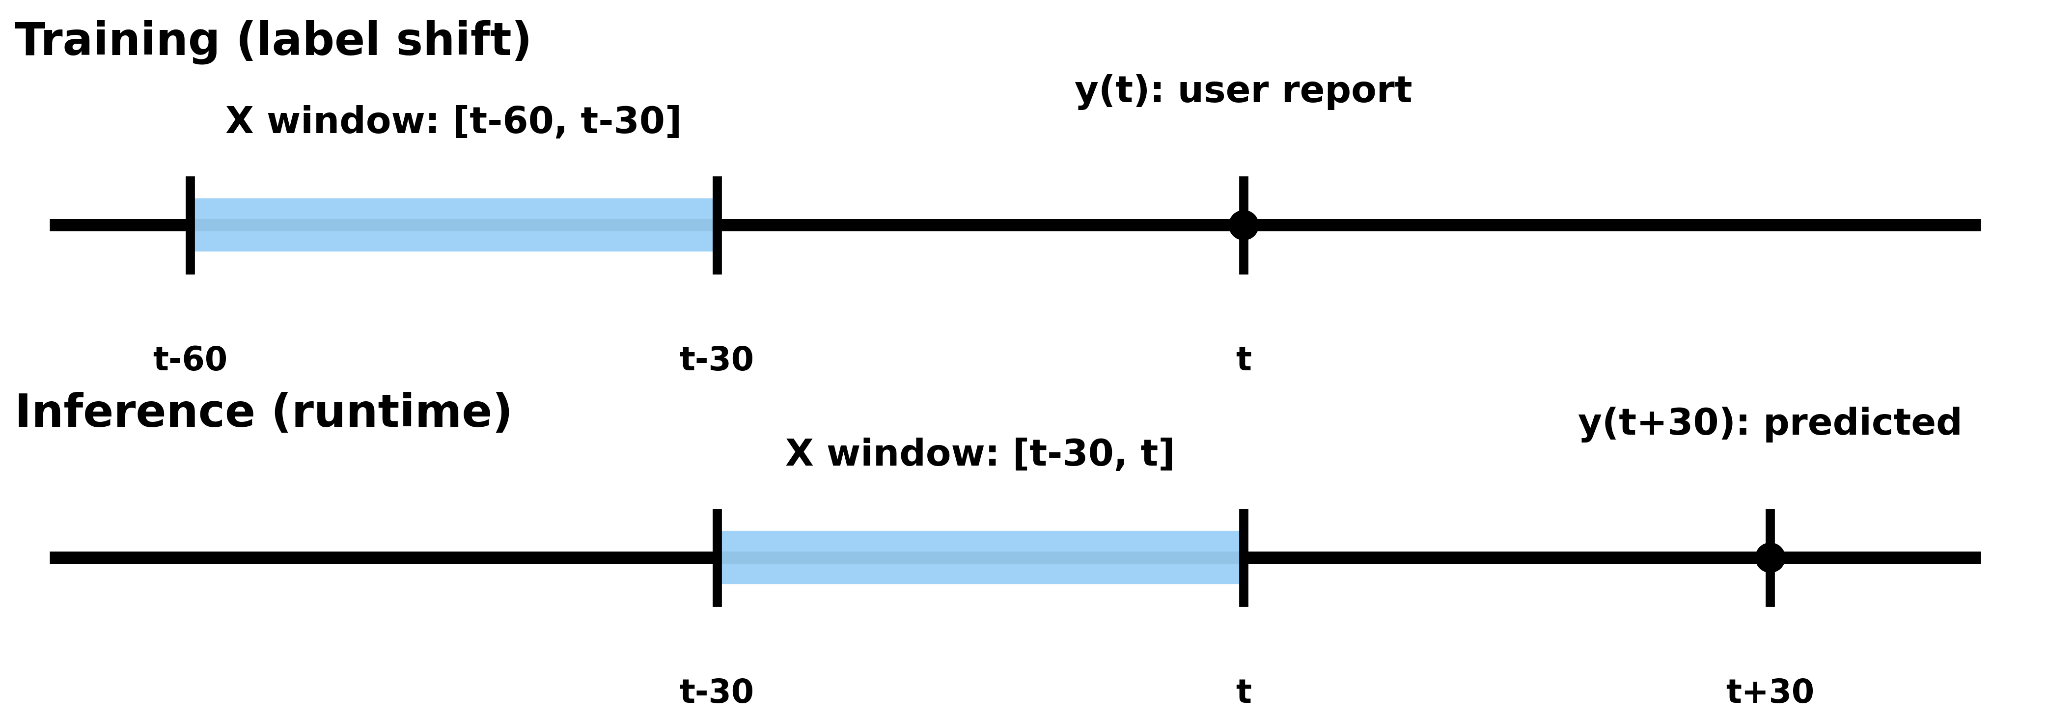 Training (label shift)
y(t): user report
X window: [t-60, t-30]
t-60
t-30
t
Inference (runtime)
y(t+30): predicted
X window: [t-30, t]
t-30
t
t+30